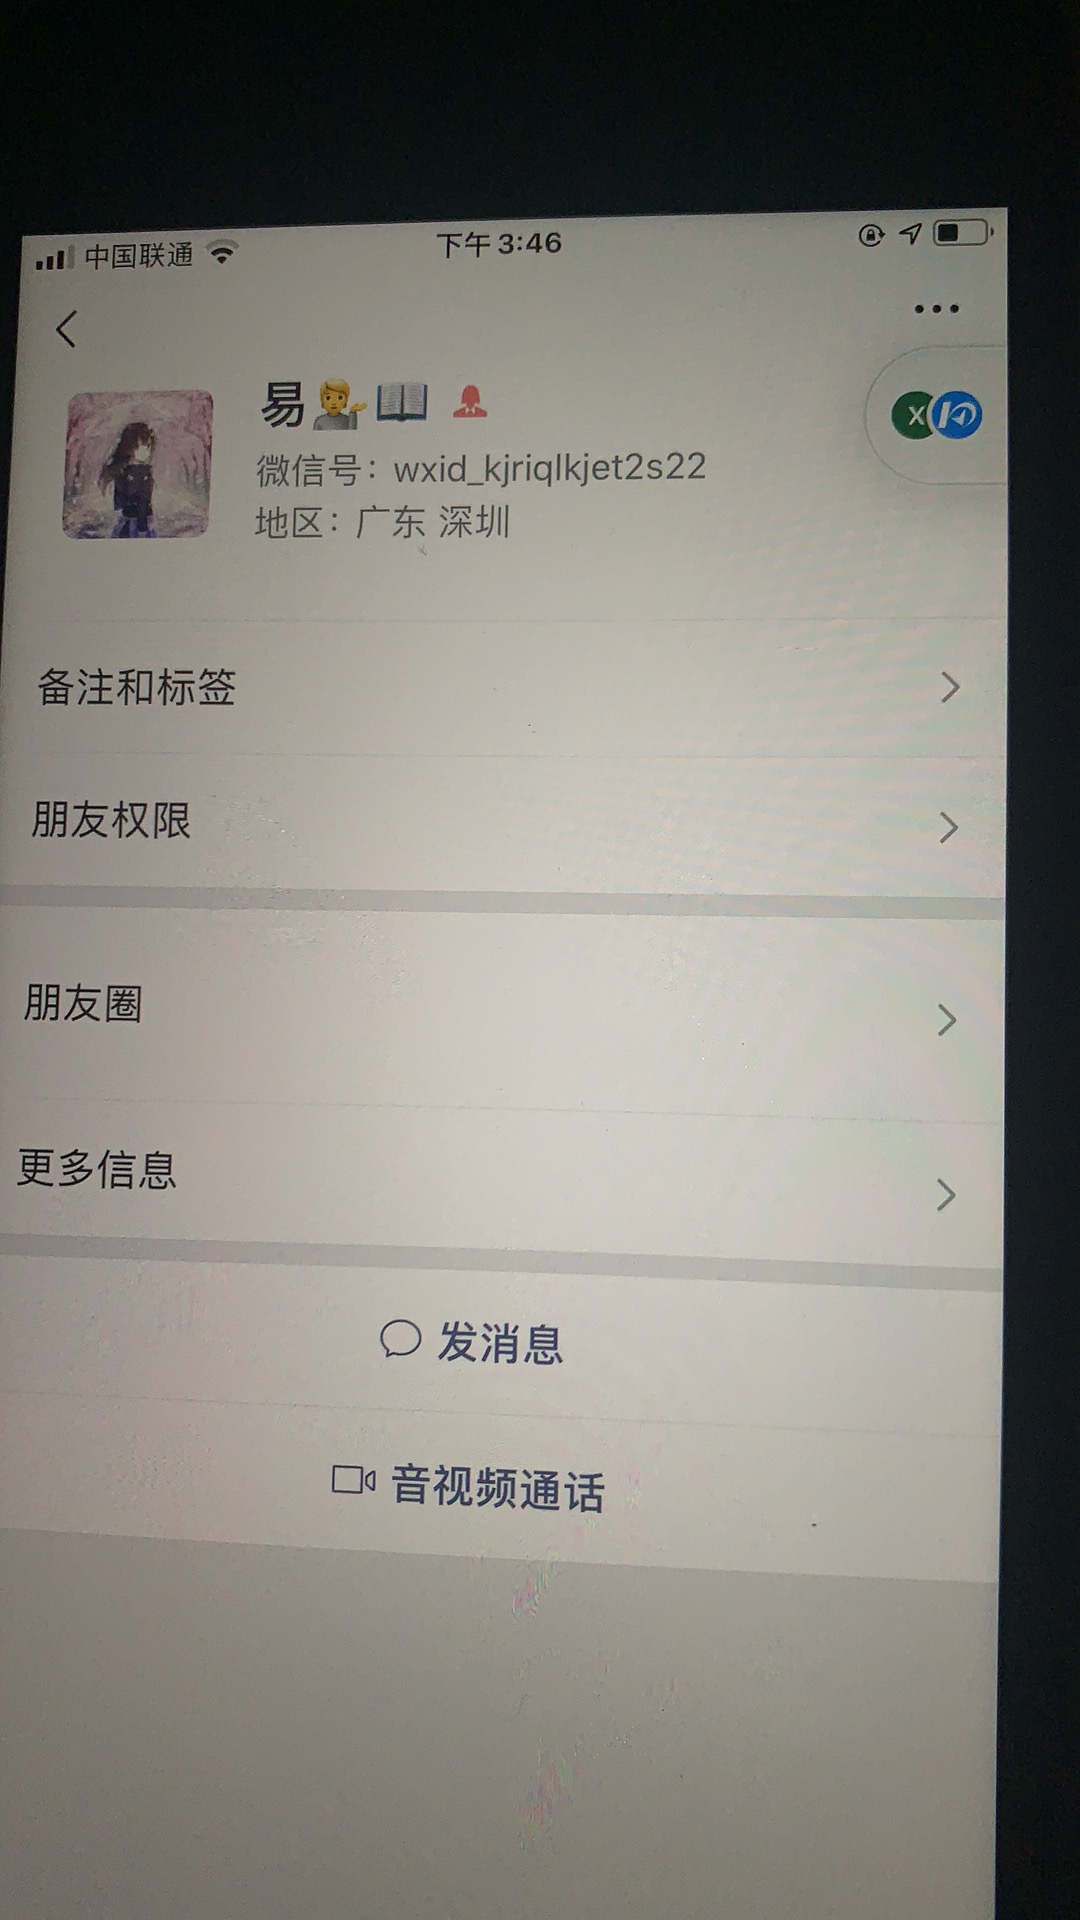 中国联通 下午3:46
易
微信号：wxid_kjriqlkjet2s22
地区：广东 深圳
备注和标签
朋友权限
朋友圈
更多信息
发消息
音视频通话